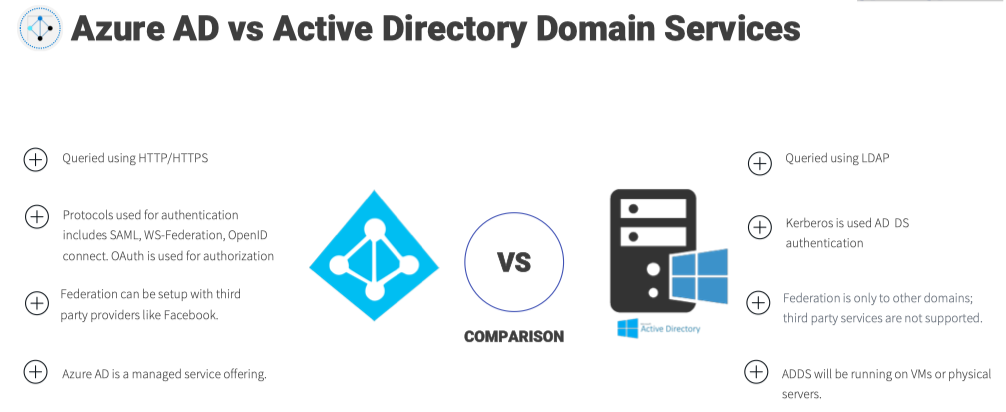 Azure AD vs Active Directory Domain Services
Queried using HTTP/HTTPS
Protocols used for authentication
includes SAML, WS-Federation, OpenID
connect. OAuth is used for authorization
Federation can be setup with third
party providers like Facebook.
Azure AD is a managed service offering.
VS
COMPARISON
Active Directory
Queried using LDAP
Kerberos is used AD DS
authentication
Federation is only to other domains;
third party services are not supported.
ADDS will be running on VMs or physical
servers.